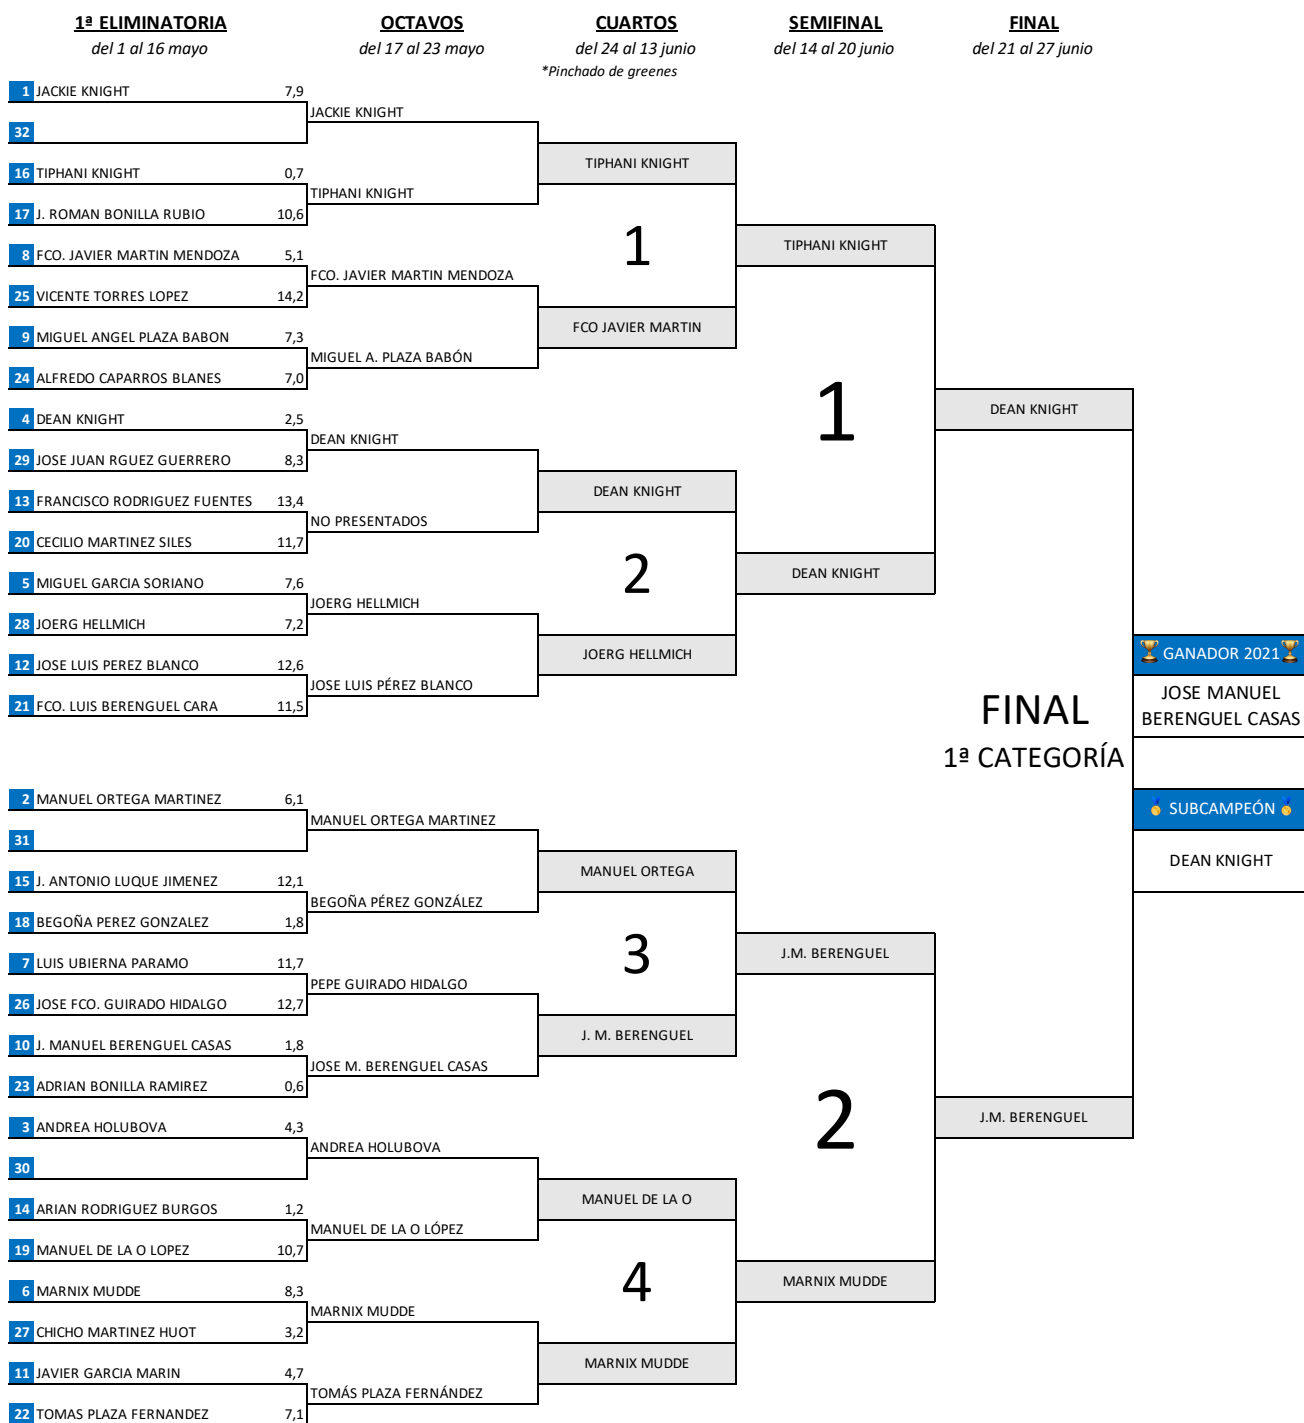 1ª ELIMINATORIA
del 1 al 16 mayo
OCTAVOS
del 17 al 23 mayo
CUARTOS
del 24 al 13 junio
*Pinchado de greenes
SEMIFINAL
del 14 al 20 junio
FINAL
del 21 al 27 junio
1 JACKIE KNIGHT 7,9
32
16 TIPHANI KNIGHT 0,7
17 J. ROMAN BONILLA RUBIO 10,6
8 FCO. JAVIER MARTIN MENDOZA 5,1
25 VICENTE TORRES LOPEZ 14,2
9 MIGUEL ANGEL PLAZA BABON 7,3
24 ALFREDO CAPARROS BLANES 7,0
4 DEAN KNIGHT 2,5
29 JOSE JUAN RGUEZ GUERRERO 8,3
13 FRANCISCO RODRIGUEZ FUENTES 13,4
20 CECILIO MARTINEZ SILES 11,7
5 MIGUEL GARCIA SORIANO 7,6
28 JOERG HELLMICH 7,2
12 JOSE LUIS PEREZ BLANCO 12,6
21 FCO. LUIS BERENGUEL CARA 11,5
2 MANUEL ORTEGA MARTINEZ 6,1
31
15 J. ANTONIO LUQUE JIMENEZ 12,1
18 BEGOÑA PEREZ GONZALEZ 1,8
7 LUIS UBIERNA PARAMO 11,7
26 JOSE FCO. GUIRADO HIDALGO 12,7
10 J. MANUEL BERENGUEL CASAS 1,8
23 ADRIAN BONILLA RAMIREZ 0,6
3 ANDREA HOLUBOVA 4,3
30
14 ARIAN RODRIGUEZ BURGOS 1,2
19 MANUEL DE LA O LOPEZ 10,7
6 MARNIX MUDDE 8,3
27 CHICHO MARTINEZ HUOT 3,2
11 JAVIER GARCIA MARIN 4,7
22 TOMAS PLAZA FERNANDEZ 7,1
JACKIE KNIGHT
TIPHANI KNIGHT
FCO. JAVIER MARTIN MENDOZA
MIGUEL A. PLAZA BABÓN
DEAN KNIGHT
NO PRESENTADOS
JOERG HELLMICH
JOSE LUIS PÉREZ BLANCO
MANUEL ORTEGA MARTINEZ
BEGOÑA PÉREZ GONZÁLEZ
PEPE GUIRADO HIDALGO
JOSE M. BERENGUEL CASAS
ANDREA HOLUBOVA
MANUEL DE LA O LÓPEZ
MARNIX MUDDE
TOMÁS PLAZA FERNÁNDEZ
TIPHANI KNIGHT
1
FCO JAVIER MARTIN
DEAN KNIGHT
2
JOERG HELLMICH
MANUEL ORTEGA
3
J. M. BERENGUEL
MANUEL DE LA O
4
MARNIX MUDDE
TIPHANI KNIGHT
1
DEAN KNIGHT
J.M. BERENGUEL
2
MARNIX MUDDE
DEAN KNIGHT
FINAL
1ª CATEGORÍA
J.M. BERENGUEL
GANADOR 2021
JOSE MANUEL
BERENGUEL CASAS
SUBCAMPEÓN
DEAN KNIGHT